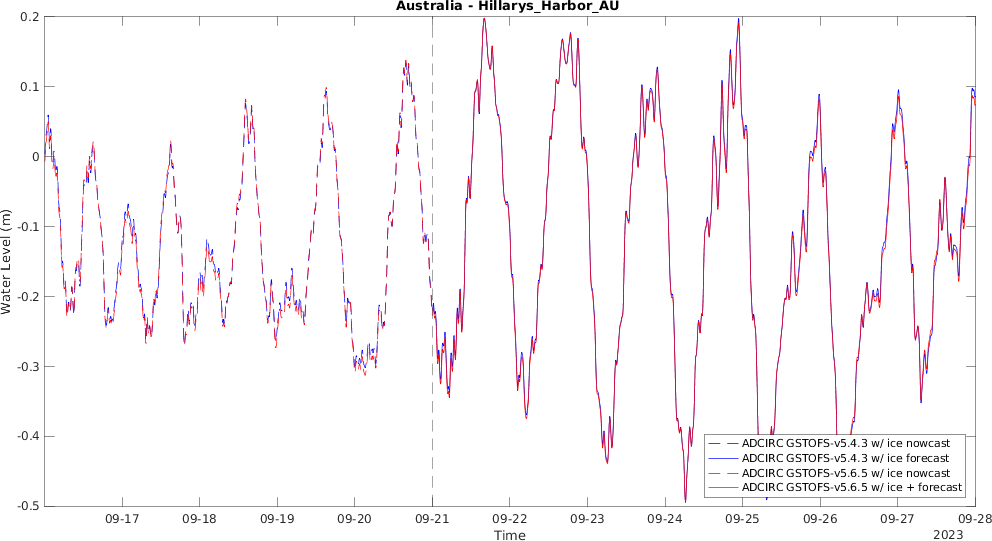 Australia - Hillarys_Harbor_AU
0.2
0.1
0
-0.1
-0.2
-0.3
-0.4
-0.5
Water Level (m)
ADCIRC GSTOFS-v5.4.3 w/ ice nowcast
ADCIRC GSTOFS-v5.4.3 w/ ice forecast
ADCIRC GSTOFS-v5.6.5 w/ ice nowcast
ADCIRC GSTOFS-v5.6.5 w/ ice + forecast
09-17 09-18 09-19 09-20 09-21 09-22 09-23 09-24 09-25 09-26 09-27 09-28
Time
2023